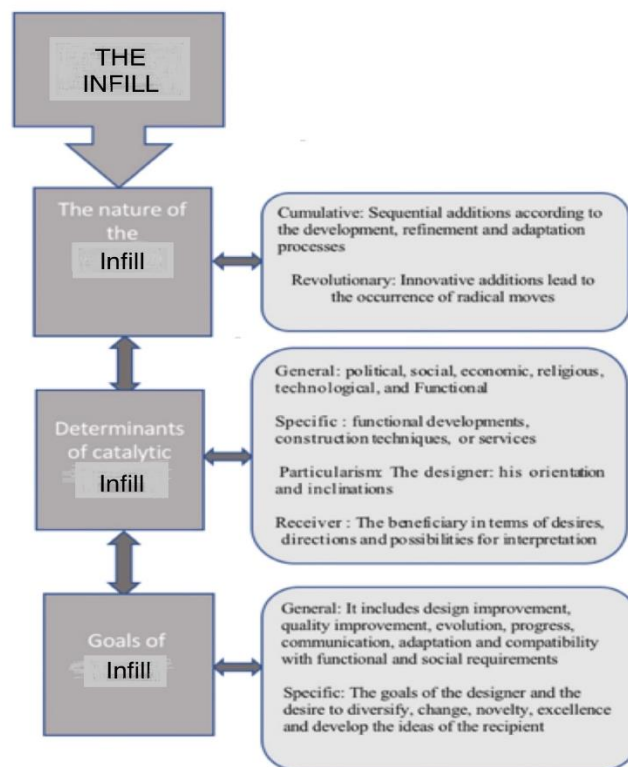 THE
INFILL
The nature of
the
Infill
Cumulative: Sequential additions according to
the development, refinement and adaptation
processes
Revolutionary: Innovative additions lead to
the occurrence of radical moves
Determinants
of catalytic
Infill
General: political, social, economic, religious,
technological, and Functional
Specific : functional developments,
construction techniques, or services
Particularism: The designer: his orientation
and inclinations
Receiver : The beneficiary in terms of desires,
directions and possibilities for interpretation
Goals of
Infill
General: It includes design improvement,
quality improvement, evolution, progress,
communication, adaptation and compatibility
with functional and social requirements
Specific: The goals of the designer and the
desire to diversify, change, novelty, excellence
and develop the ideas of the recipient